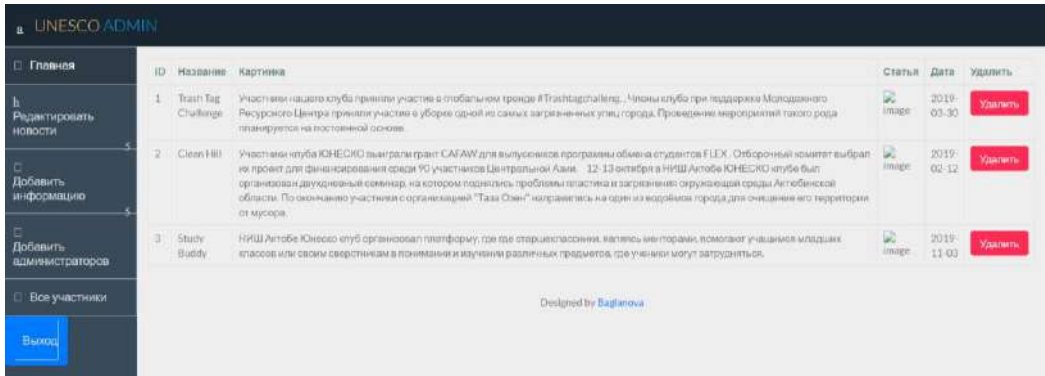 UNESCO ADMIN
Главная
Редактировать
новости
Добавить
информацию
Добавить
администраторов
Все участники
Выход
ID Название Картинка Статья Дата Удалить
1 Trash Tag Участники нашего клуба приняли участие в глобальном тренде #Trashtagchalleng. , Члены клуба при поддержке Молодежного image 2019- Удалить
Challenge Ресурсного Центра приняли участие в уборке одной из самых загрязненных улиц города. Проведение мероприятий такого рода 03-30
планируется на постоянной основе.
2 Clean Hill Участники клуба ЮНЕСКО выиграли грант CAFAW для выпускников программы обмена студентов FLEX , Отборочный комитет выбрал image 2019- Удалить
их проект для финансирования среди 90 участников Центральной Азии. 12-13 октября в НИШ Актобе ЮНЕСКО клубе был 02-12
организован двухдневный семинар, на котором поднялись проблемы пластика и загрязнения окружающей среды Актюбинской
области. По окончанию участники с организацией "Таза Озен" направились на один из водоёмов города для очищения его территории
от мусора.
3 Study НИШ Актобе Юнеско клуб организовал платформу, где где старшеклассники, являясь менторами, помогают учащимся младших image 2019- Удалить
Buddy классов или своим сверстникам в понимании и изучении различных предметов, где ученики могут затрудняться. 11-03
Designed by Baglanova